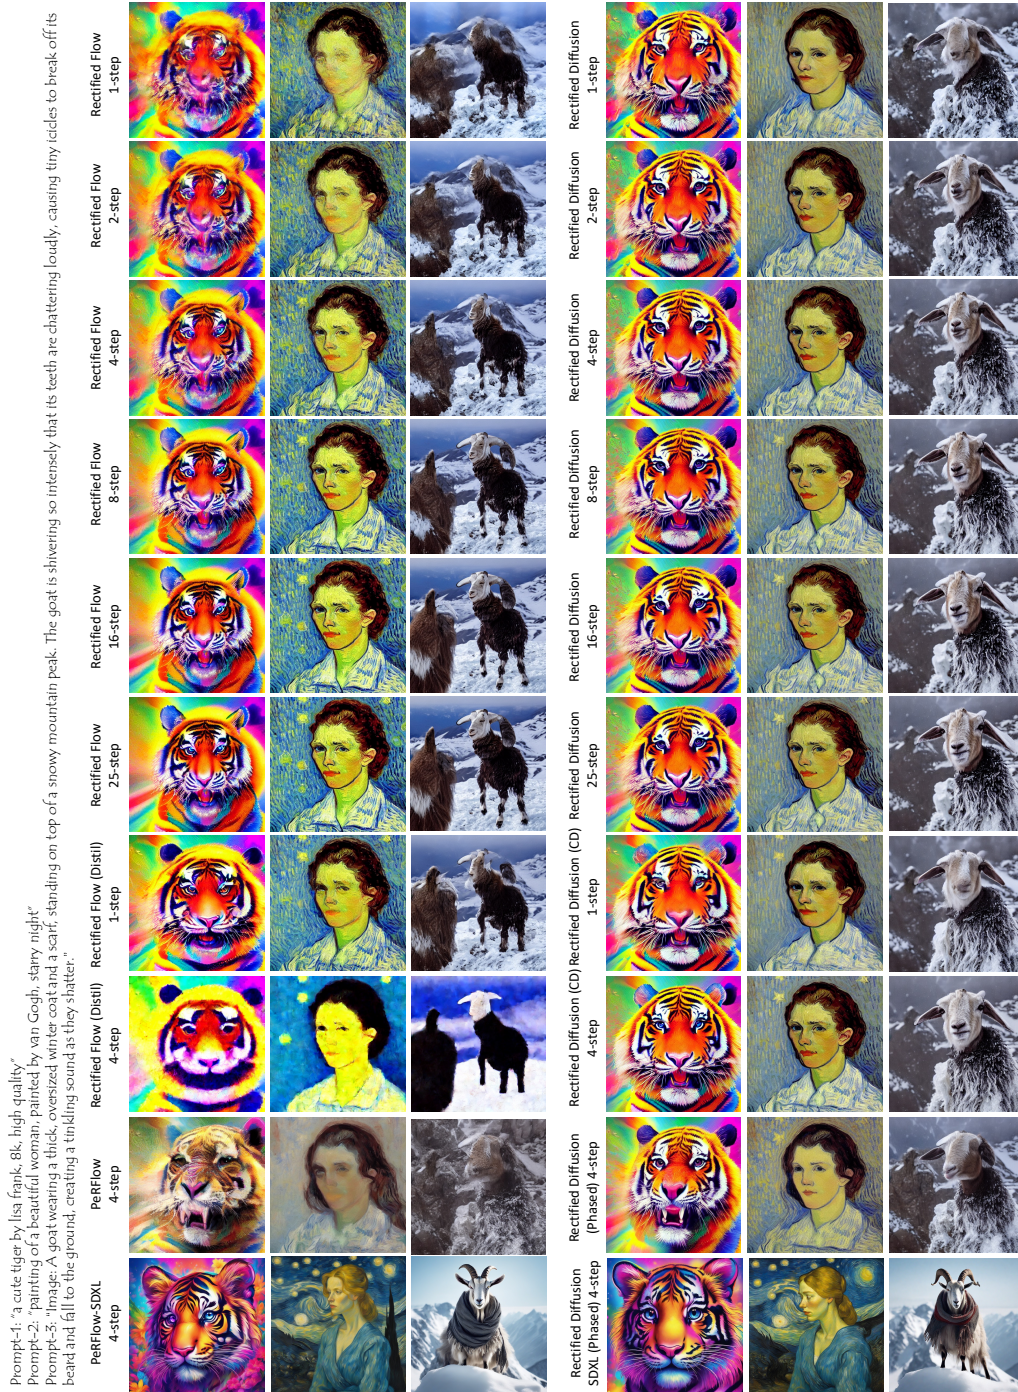 Prompt-1: "a cute tiger by lisa frank, 8k, high quality"
Prompt-2: "painting of a beautiful woman, painted by van Gogh, starry night"
Prompt-3: "Image: A goat wearing a thick, oversized winter coat and a scarf, standing on top of a snowy mountain peak. The goat is shivering so intensely that its teeth are chattering loudly, causing tiny icicles to break off its
beard and fall to the ground, creating a tinkling sound as they shatter."
PeRFlow-SDXL
4-step
PeRFlow
4-step
Rectified Flow (Distil)
4-step
Rectified Flow (Distil)
1-step
Rectified Flow
25-step
Rectified Flow
16-step
Rectified Flow
8-step
Rectified Flow
4-step
Rectified Flow
2-step
Rectified Flow
1-step
Rectified Diffusion
SDXL (Phased) 4-step
Rectified Diffusion
(Phased) 4-step
Rectified Diffusion (CD)
4-step
Rectified Diffusion (CD)
1-step
Rectified Diffusion
25-step
Rectified Diffusion
16-step
Rectified Diffusion
8-step
Rectified Diffusion
4-step
Rectified Diffusion
2-step
Rectified Diffusion
1-step